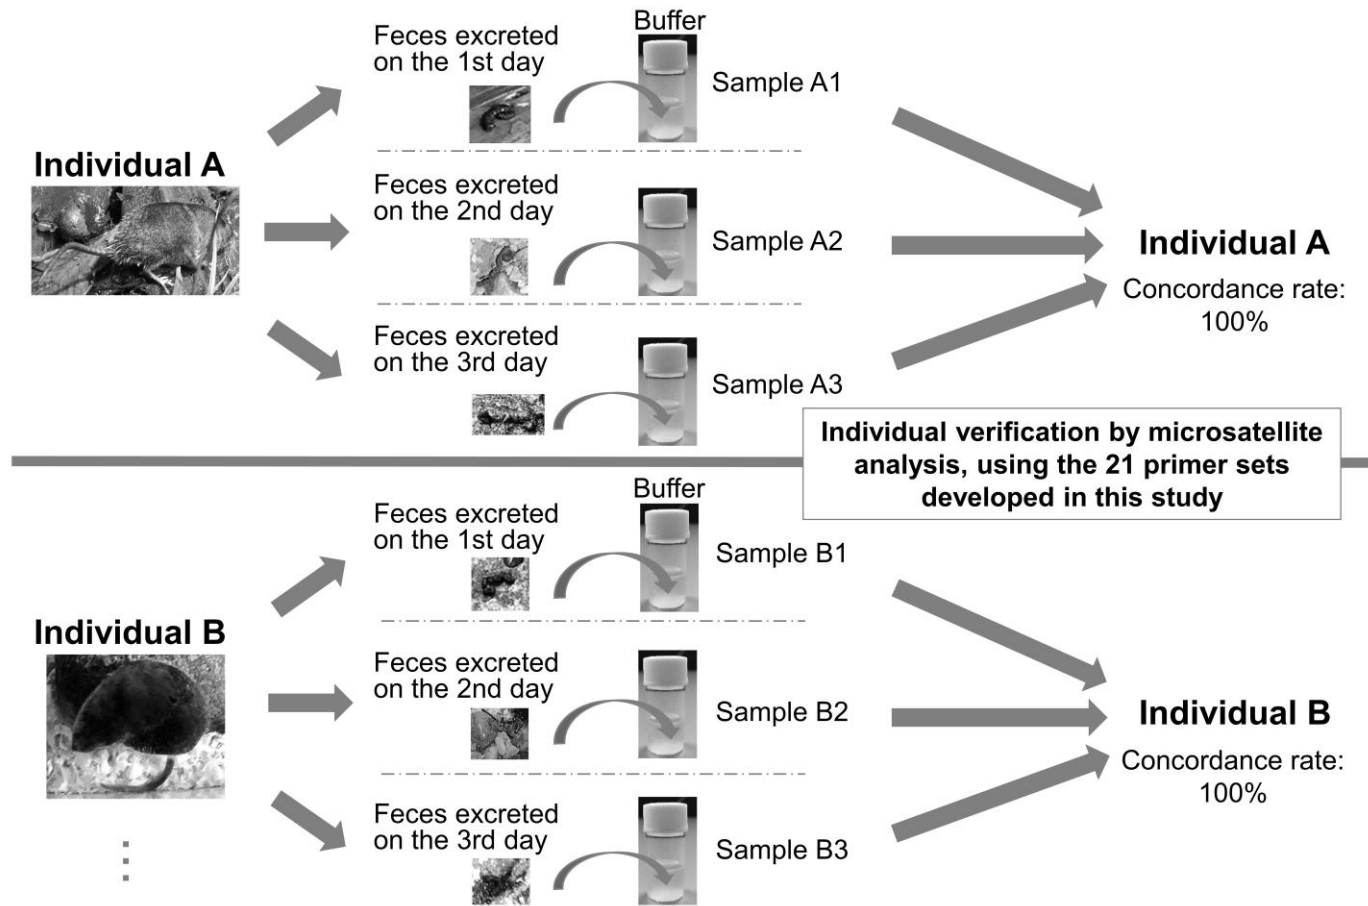 Individual A
Feces excreted
on the 1st day
Buffer
Sample A1
Feces excreted
on the 2nd day
Sample A2
Feces excreted
on the 3rd day
Sample A3
Individual A
Concordance rate:
100%
Individual verification by microsatellite
analysis, using the 21 primer sets
developed in this study
Individual B
Feces excreted
on the 1st day
Buffer
Sample B1
Feces excreted
on the 2nd day
Sample B2
Feces excreted
on the 3rd day
Sample B3
Individual B
Concordance rate:
100%